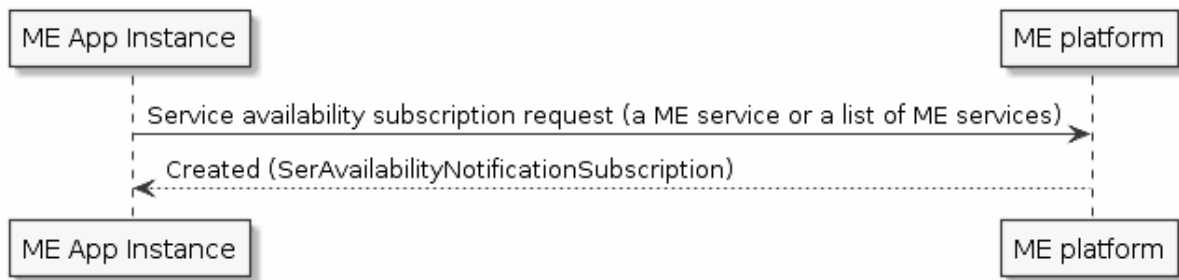 ME App Instance
ME platform
Service availability subscription request (a ME service or a list of ME services)
Created (SerAvailabilityNotificationSubscription)
ME App Instance
ME platform